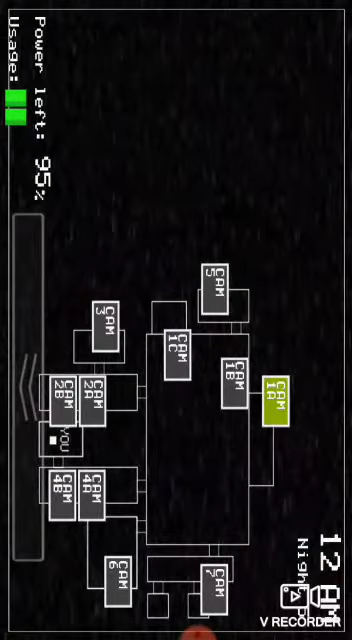 12 AM
Night
CAM 1A
CAM 1B
CAM 5
CAM 1C
CAM 7
CAM 3
CAM 6
CAM 2A
CAM 4A
CAM 2B
YOU
CAM 4B
Power left: 95%
Usage:
V RECORDER